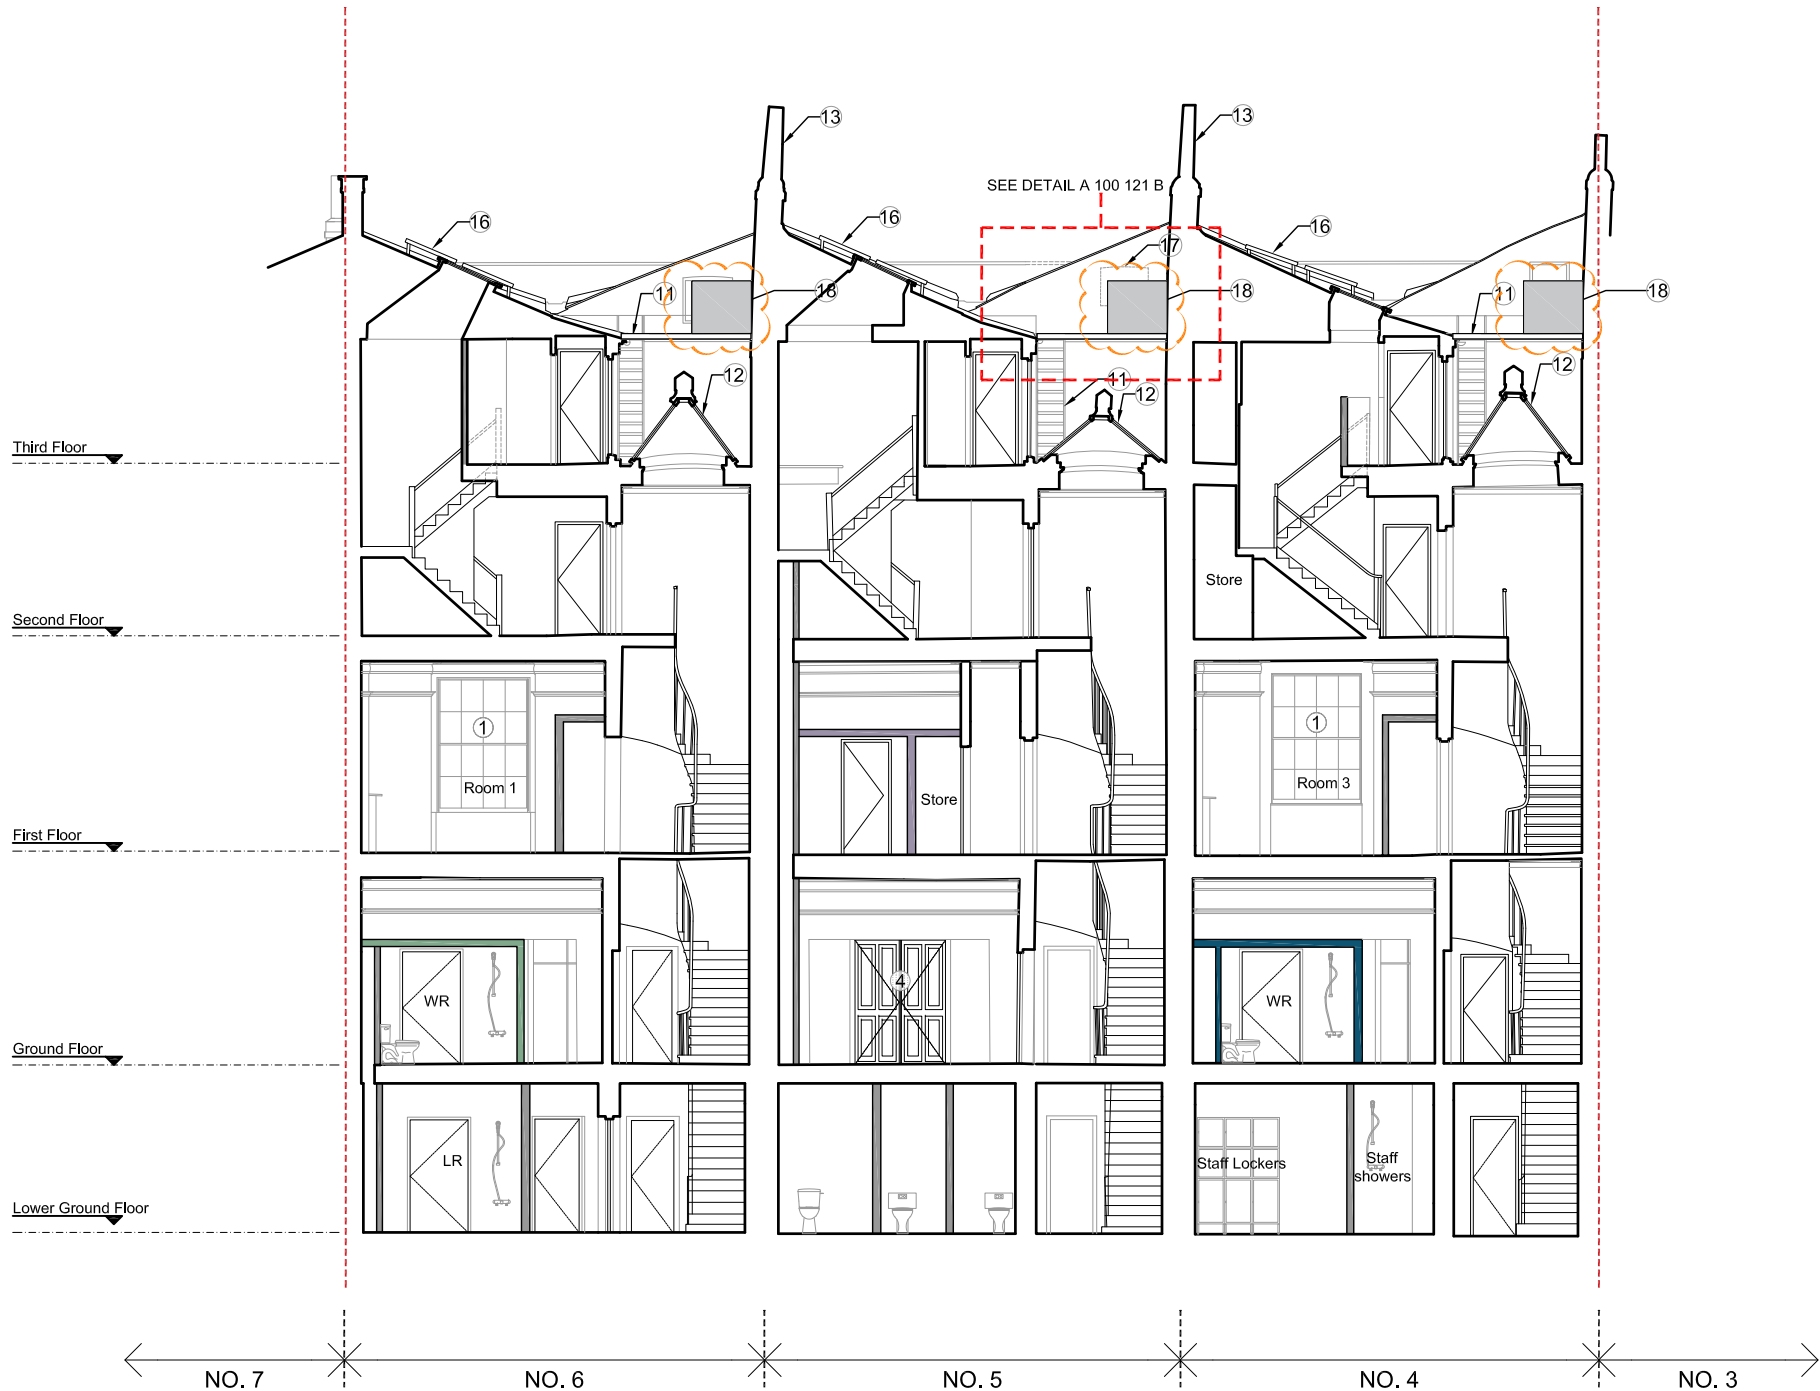 13
13
SEE DETAIL A 100 121 B
16
16
16
17
11
18
18
11
18
12
11
12
12
Third Floor
Store
Second Floor
1
Room 1
Store
1
Room 3
First Floor
WR
4
WR
Ground Floor
LR
Staff Lockers
Staff
showers
Lower Ground Floor
NO. 7
NO. 6
NO. 5
NO. 4
NO. 3